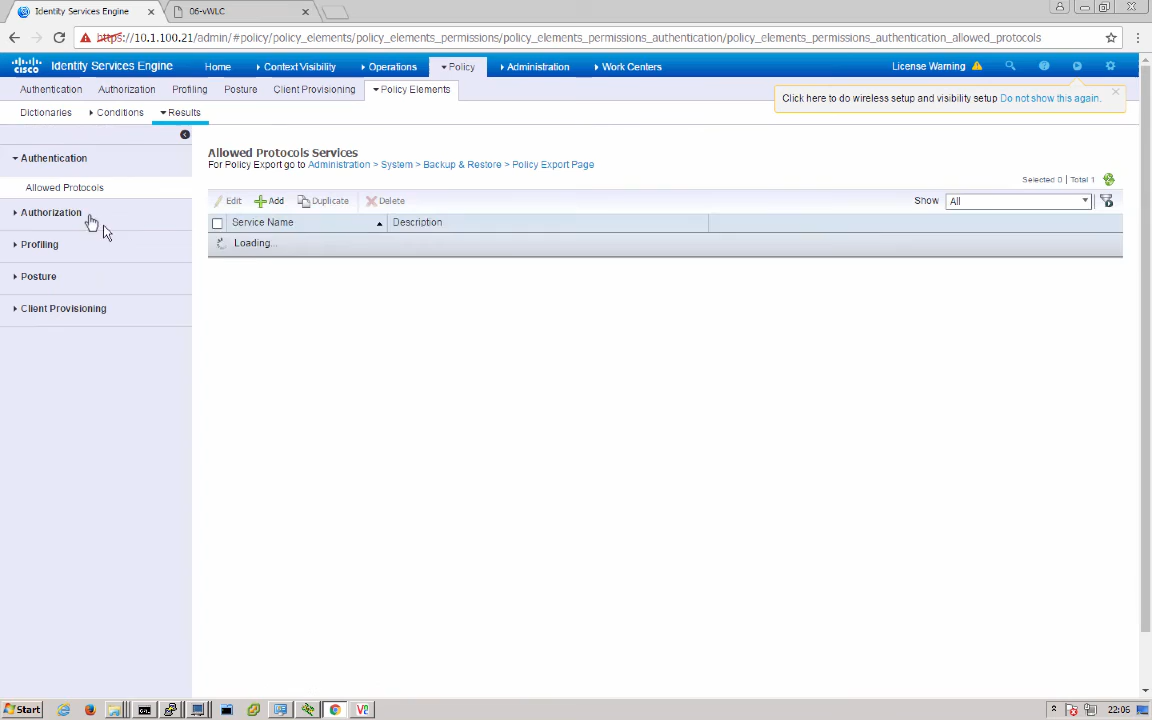 Identity Services Engine
06-vWLC
https://10.1.100.21/admin/#policy/policy_elements/policy_elements_permissions/policy_elements_permissions_authentication/policy_elements_permissions_authentication_allowed_protocols
CISCO Identity Services Engine Home Context Visibility Operations Policy Administration Work Centers License Warning
Authentication Authorization Profiling Posture Client Provisioning Policy Elements
Click here to do wireless setup and visibility setup Do not show this again.
Dictionaries Conditions Results
Authentication
Allowed Protocols
Authorization
Profiling
Posture
Client Provisioning
Allowed Protocols Services
For Policy Export go to Administration > System > Backup & Restore > Policy Export Page
Selected 0 | Total 1
Edit Add Duplicate Delete Show All
Service Name Description
Loading...
Start 22:06